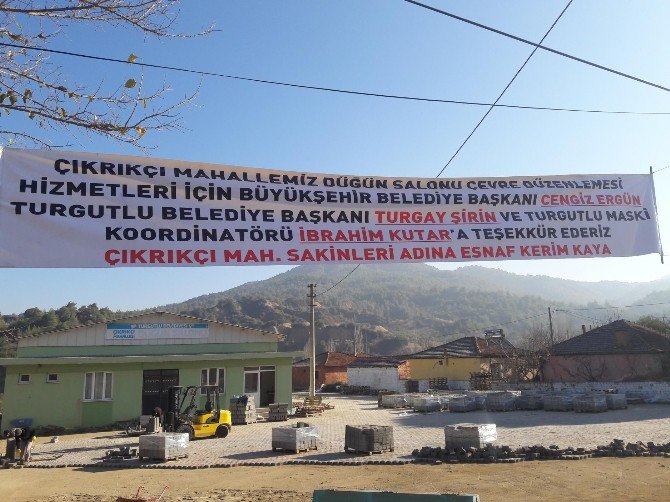 ÇIKRIKÇI MAHALLEMİZ DÜĞÜN SALONU ÇEVRE DÜZENLEMESİ
HİZMETLERİ İÇİN BÜYÜKŞEHİR BELEDİYE BAŞKANI CENGİZ ERGÜN
TURGUTLU BELEDİYE BAŞKANI TURGAY ŞİRİN VE TURGUTLU MASKİ
KOORDİNATÖRÜ İBRAHİM KUTAR'A TEŞEKKÜR EDERİZ
ÇIKRIKÇI MAH. SAKİNLERİ ADINA ESNAF KERİM KAYA
ÇIKRIKÇI